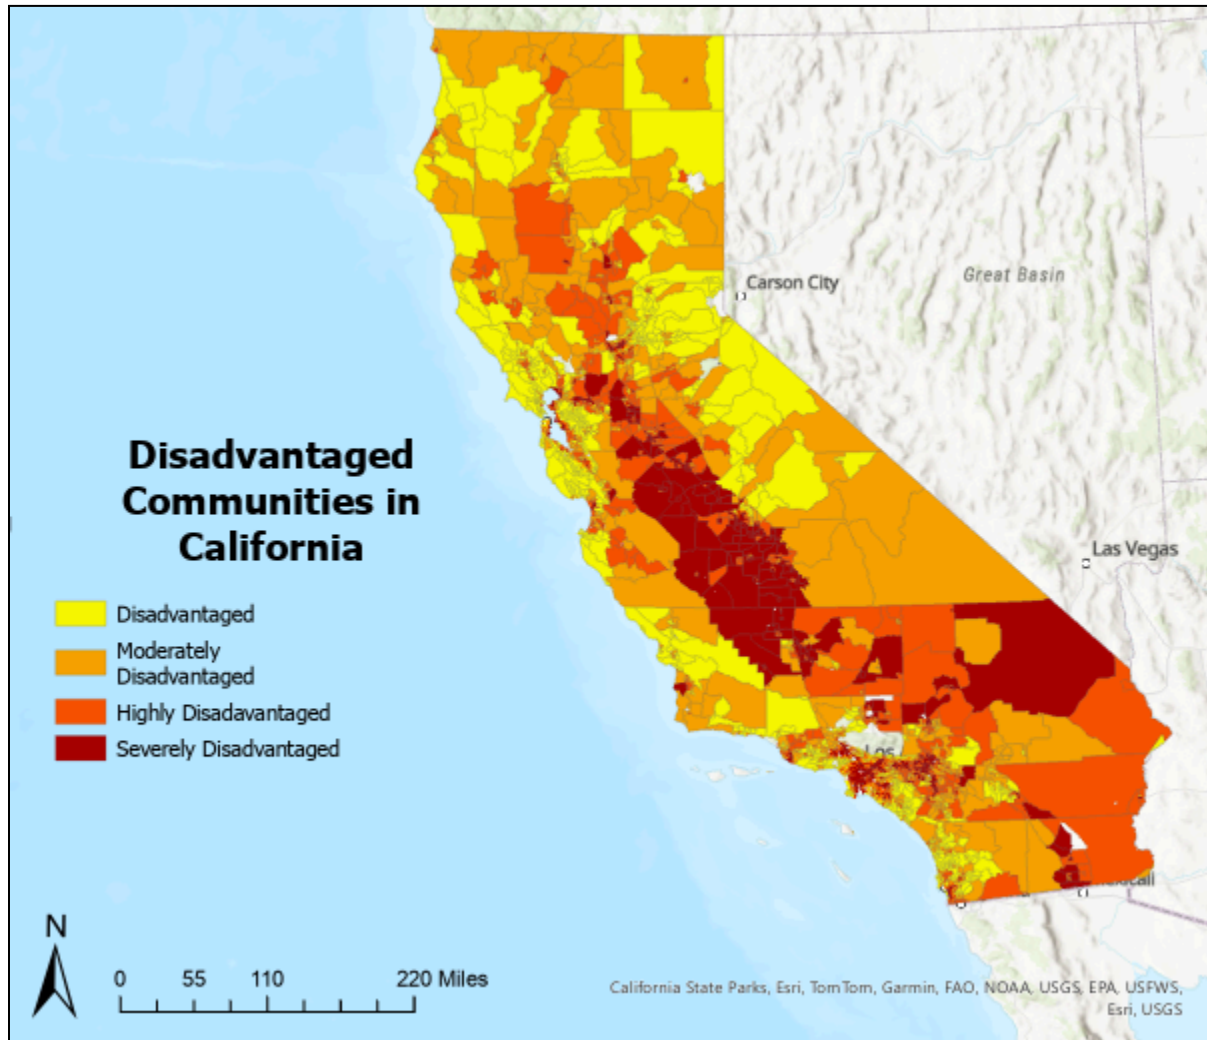 Carson City
Great Basin
Disadvantaged
Communities in
California
Las Vegas
Disadvantaged
Moderately
Disadvantaged
Highly Disadavantaged
Severely Disadvantaged
Los
N
0 55 110 220 Miles
California State Parks, Esri, TomTom, Garmin, FAO, NOAA, USGS, EPA, USFWS,
Esri, USGS